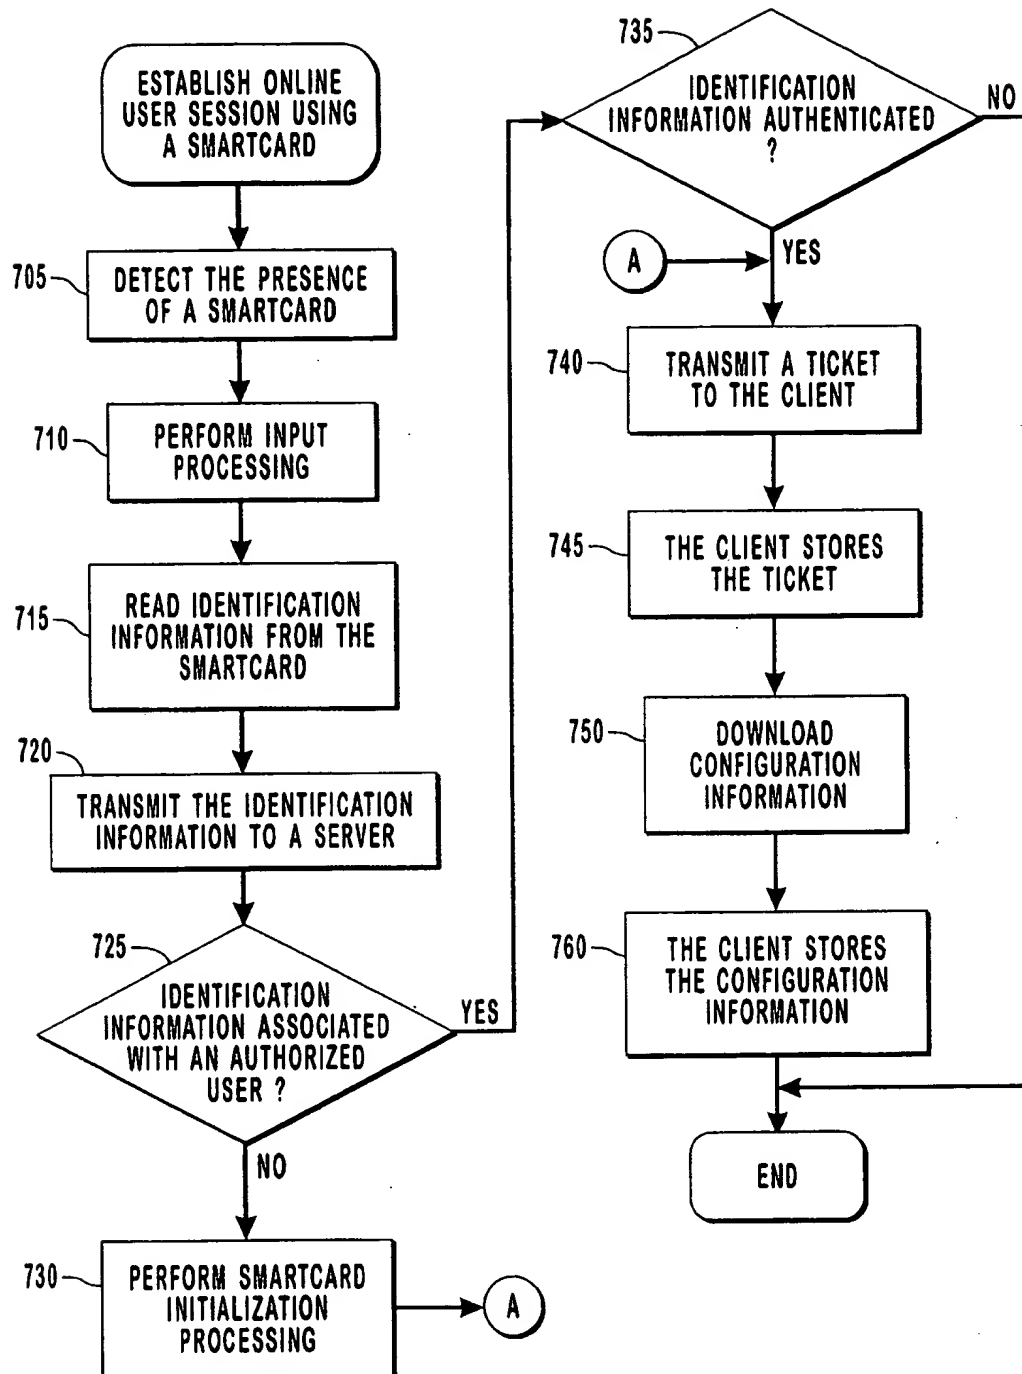 ESTABLISH ONLINE
USER SESSION USING
A SMARTCARD
705
DETECT THE PRESENCE
OF A SMARTCARD
710
PERFORM INPUT
PROCESSING
715
READ IDENTIFICATION
INFORMATION FROM THE
SMARTCARD
720
TRANSMIT THE IDENTIFICATION
INFORMATION TO A SERVER
725
IDENTIFICATION
INFORMATION ASSOCIATED
WITH AN AUTHORIZED
USER ?
YES
NO
730
PERFORM SMARTCARD
INITIALIZATION
PROCESSING
A
735
IDENTIFICATION
INFORMATION AUTHENTICATED
?
NO
YES
A
740
TRANSMIT A TICKET
TO THE CLIENT
745
THE CLIENT STORES
THE TICKET
750
DOWNLOAD
CONFIGURATION
INFORMATION
760
THE CLIENT STORES
THE CONFIGURATION
INFORMATION
END